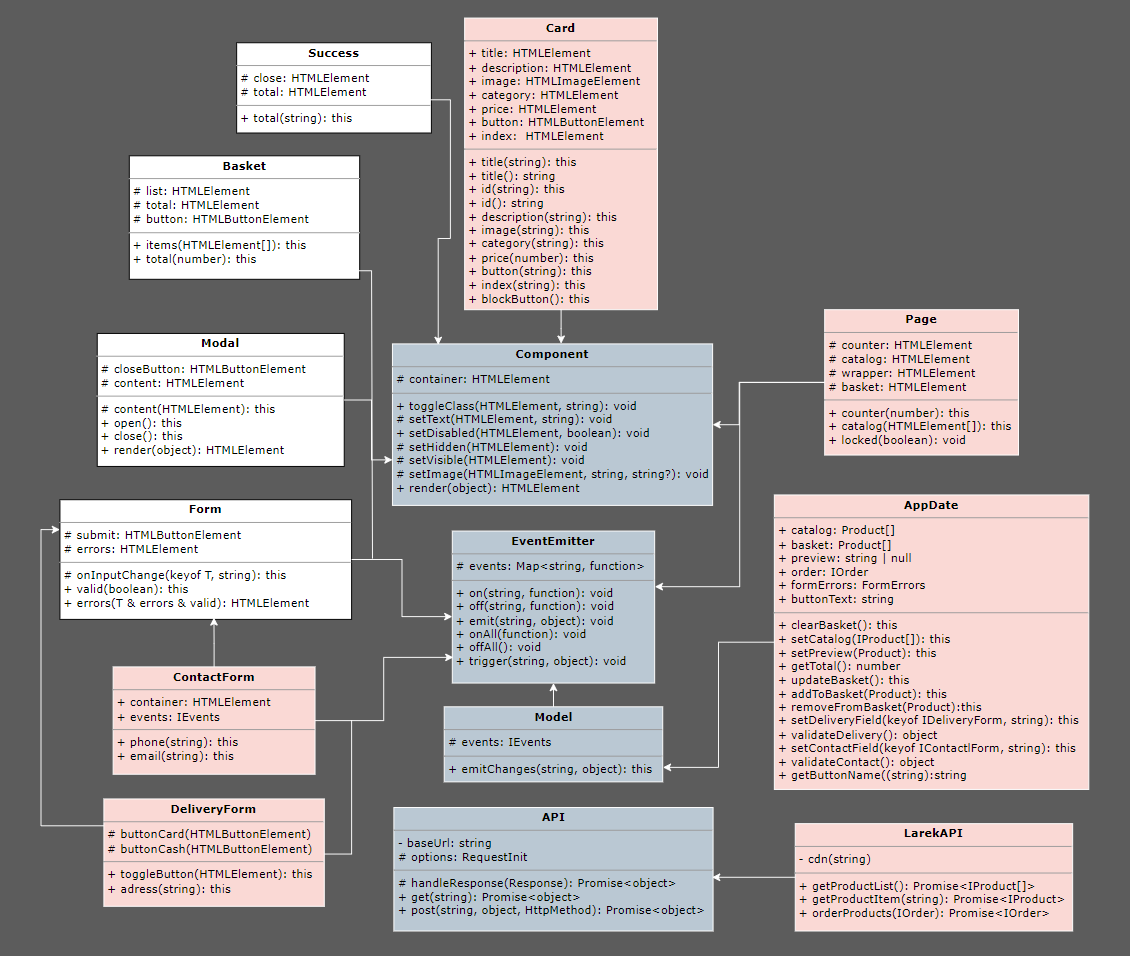 Card
+ title: HTMLElement
+ description: HTMLElement
+ image: HTMLImageElement
+ category: HTMLElement
+ price: HTMLElement
+ button: HTMLButtonElement
+ index:  HTMLElement
+ title(string): this
+ title(): string
+ id(string): this
+ id(): string
+ description(string): this
+ image(string): this
+ category(string): this
+ price(number): this
+ button(string): this
+ index(string): this
+ blockButton(): this
Success
# close: HTMLElement
# total: HTMLElement
+ total(string): this
Basket
# list: HTMLElement
# total: HTMLElement
# button: HTMLButtonElement
+ items(HTMLElement[]): this
+ total(number): this
Modal
# closeButton: HTMLButtonElement
# content: HTMLElement
# content(HTMLElement): this
+ open(): this
+ close(): this
+ render(object): HTMLElement
Component
# container: HTMLElement
+ toggleClass(HTMLElement, string): void
# setText(HTMLElement, string): void
+ setDisabled(HTMLElement, boolean): void
# setHidden(HTMLElement): void
# setVisible(HTMLElement): void
# setImage(HTMLImageElement, string, string?): void
+ render(object): HTMLElement
Page
# counter: HTMLElement
# catalog: HTMLElement
# wrapper: HTMLElement
# basket: HTMLElement
+ counter(number): this
+ catalog(HTMLElement[]): this
+ locked(boolean): void
Form
# submit: HTMLButtonElement
# errors: HTMLElement
# onInputChange(keyof T, string): this
+ valid(boolean): this
+ errors(T & errors & valid): HTMLElement
EventEmitter
# events: Map<string, function>
+ on(string, function): void
+ off(string, function): void
+ emit(string, object): void
+ onAll(function): void
+ offAll(): void
+ trigger(string, object): void
AppDate
+ catalog: Product[]
+ basket: Product[]
+ preview: string | null
+ order: IOrder
+ formErrors: FormErrors
+ buttonText: string
+ clearBasket(): this
+ setCatalog(IProduct[]): this
+ setPreview(Product): this
+ getTotal(): number
+ updateBasket(): this
+ addToBasket(Product): this
+ removeFromBasket(Product):this
+ setDeliveryField(keyof IDeliveryForm, string): this
+ validateDelivery(): object
+ setContactField(keyof IContactlForm, string): this
+ validateContact(): object
+ getButtonName((string):string
ContactForm
+ container: HTMLElement
+ events: IEvents
+ phone(string): this
+ email(string): this
Model
# events: IEvents
+ emitChanges(string, object): this
DeliveryForm
# buttonCard(HTMLButtonElement)
# buttonCash(HTMLButtonElement)
+ toggleButton(HTMLElement): this
+ adress(string): this
API
- baseUrl: string
# options: RequestInit
# handleResponse(Response): Promise<object>
+ get(string): Promise<object>
+ post(string, object, HttpMethod): Promise<object>
LarekAPI
- cdn(string)
+ getProductList(): Promise<IProduct[]>
+ getProductItem(string): Promise<IProduct>
+ orderProducts(IOrder): Promise<IOrder>